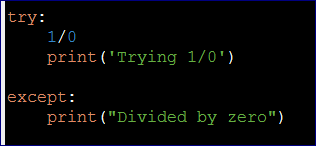 try:
    1/0
    print('Trying 1/0')

except:
    print("Divided by zero")